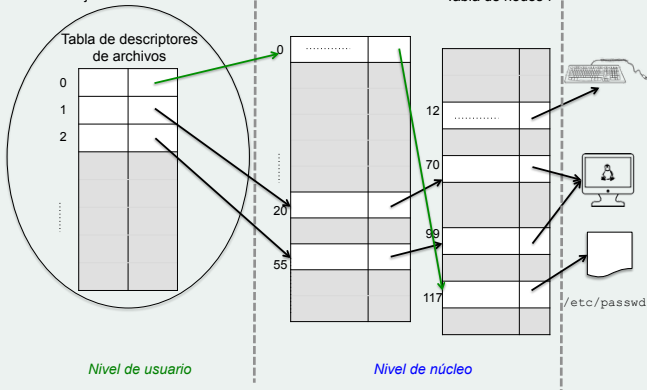 Tabla de descriptores
de archivos
0
1
2
0
20
55
12
70
99
117
/etc/passwd
Nivel de usuario
Nivel de núcleo